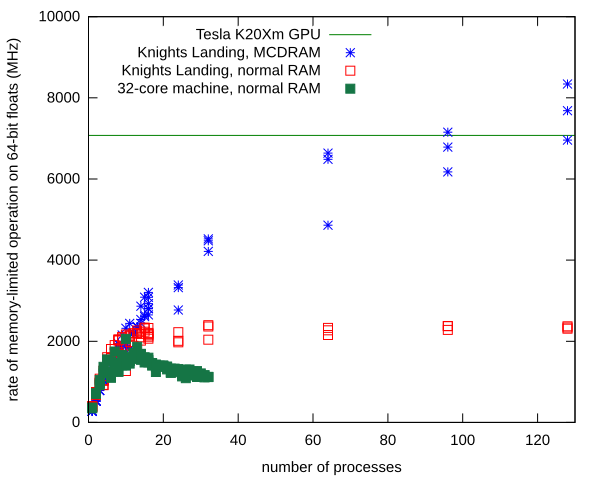 rate of memory-limited operation on 64-bit floats (MHz)
10000
8000
6000
4000
2000
0
Tesla K20Xm GPU
Knights Landing, MCDRAM
Knights Landing, normal RAM
32-core machine, normal RAM
0 20 40 60 80 100 120
number of processes